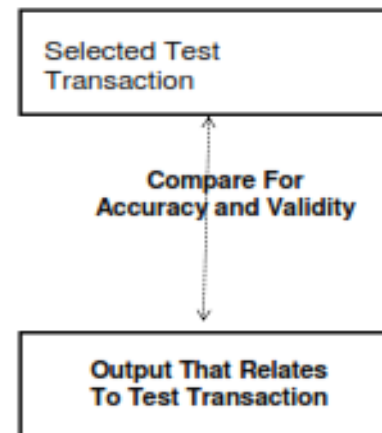 Selected Test
Transaction
Compare For
Accuracy and Validity
Output That Relates
To Test Transaction